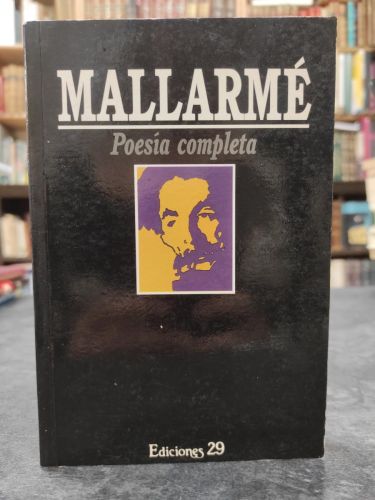 MALLARMÉ
Poesía completa
Ediciones 29